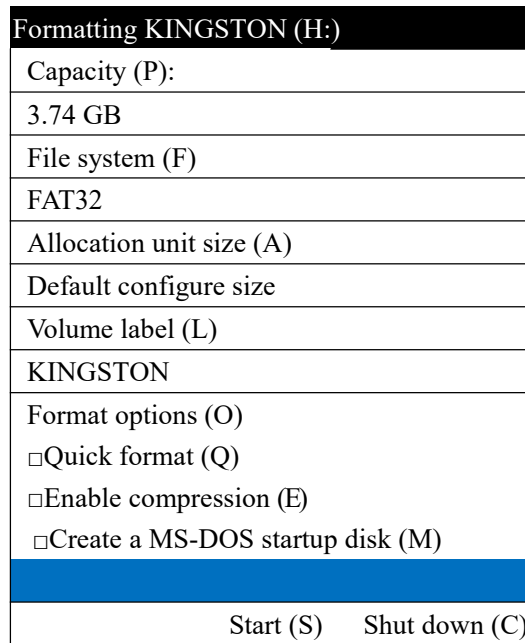 Formatting KINGSTON (H:)
Capacity (P):
3.74 GB
File system (F)
FAT32
Allocation unit size (A)
Default configure size
Volume label (L)
KINGSTON
Format options (O)
□Quick format (Q)
□Enable compression (E)
□Create a MS-DOS startup disk (M)
Start (S) Shut down (C)